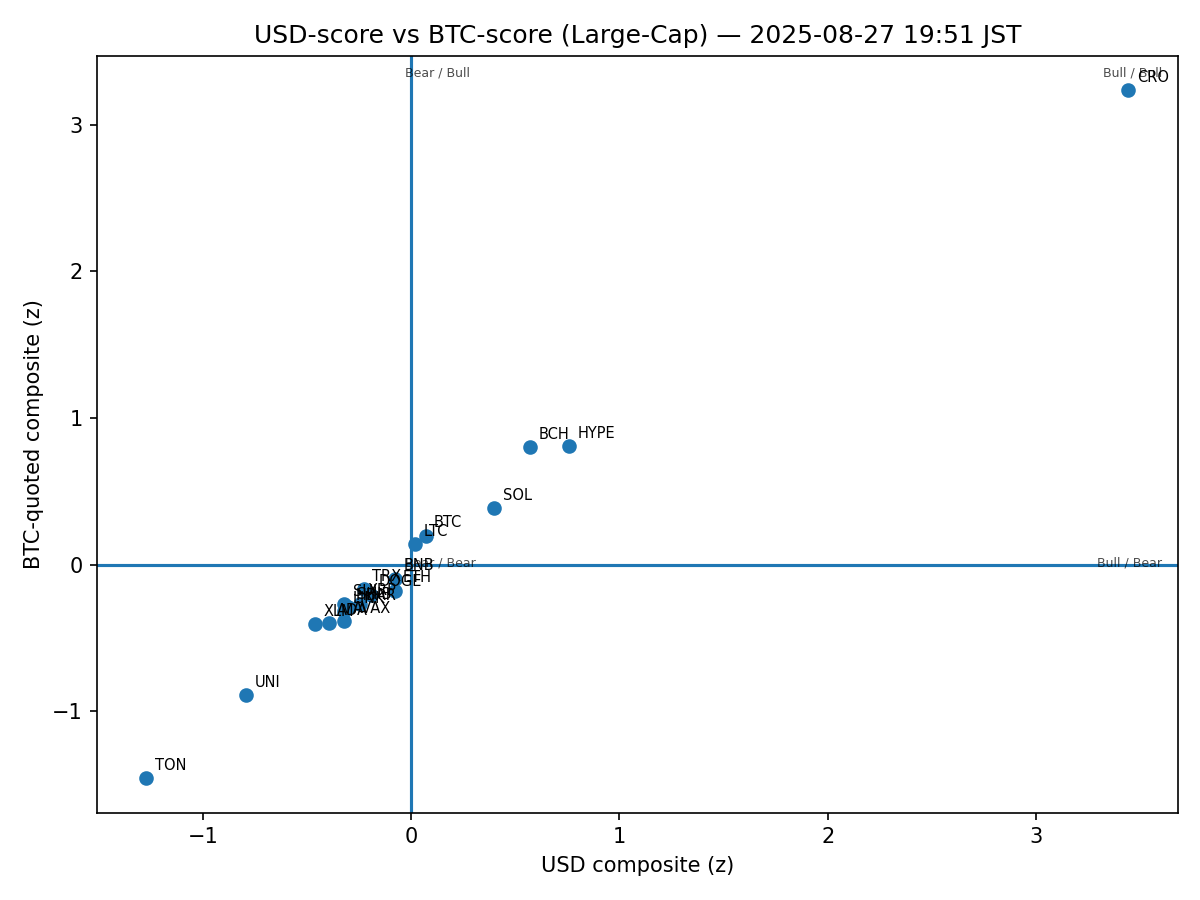 USD-score vs BTC-score (Large-Cap) — 2025-08-27 19:51 JST
Bear / Bull
Bull / Bull
CRO
3
2
1
0
−1
BTC-quoted composite (z)
BCH
HYPE
SOL
BTC
LTC
BNB
/ Bear
Bull / Bear
TRX
ETH
DOGE
XRP
XLM
ADA
AVAX
UNI
TON
−1
0
1
2
3
USD composite (z)